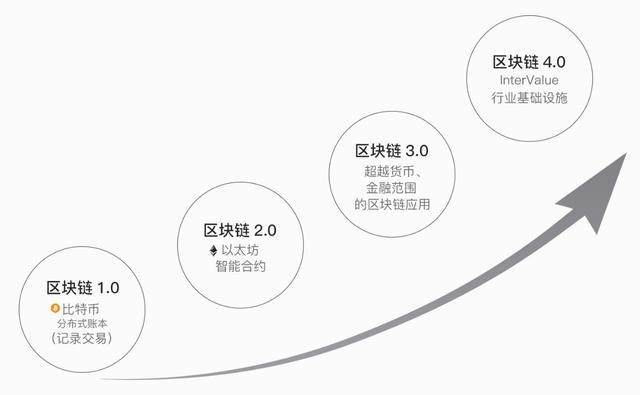 区块链 4.0
InterValue
行业基础设施
区块链 3.0
超越货币、
金融范围
的区块链应用
区块链 2.0
以太坊
智能合约
区块链 1.0
比特币
分布式账本
(记录交易)